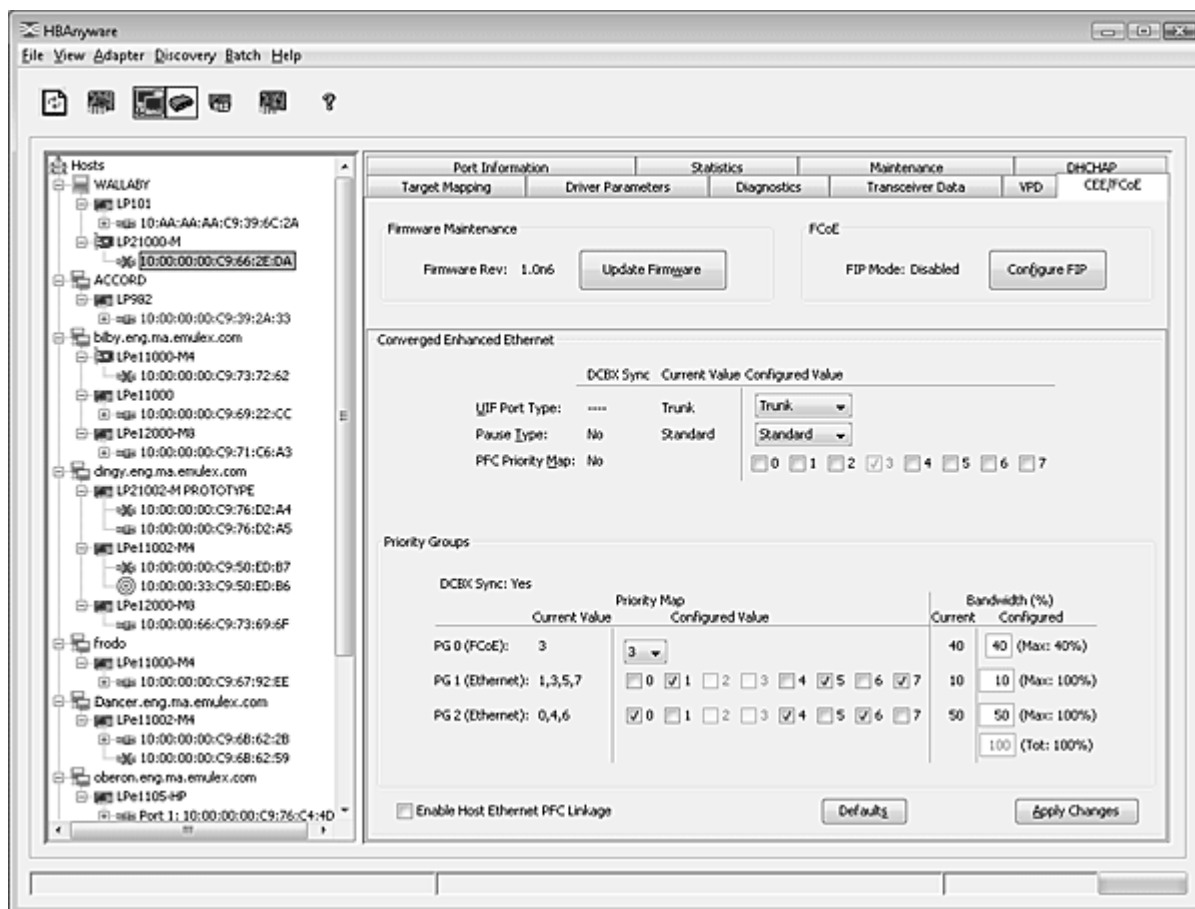 HBAnyware
File View Adapter Discovery Batch Help
Hosts
WALLABY
LP101
10:AA:AA:AA:C9:39:6C:2A
LP21000-M
10:00:00:00:C9:66:2E:DA
ACCORD
LP982
10:00:00:00:C9:39:2A:33
bilby.eng.ma.emulex.com
LPe11000-M4
10:00:00:00:C9:73:72:62
LPe11000
10:00:00:00:C9:69:22:CC
LPe12000-M8
10:00:00:00:C9:71:C6:A3
dingy.eng.ma.emulex.com
LP21002-M PROTOTYPE
10:00:00:00:C9:76:D2:A4
10:00:00:00:C9:76:D2:A5
LPe11002-M4
10:00:00:00:C9:50:ED:B7
10:00:00:33:C9:50:ED:B6
LPe12000-M8
10:00:00:66:C9:73:69:6F
frodo
LPe11000-M4
10:00:00:00:C9:67:92:EE
Dancer.eng.ma.emulex.com
LPe11002-M4
10:00:00:00:C9:6B:62:2B
10:00:00:00:C9:6B:62:59
oberon.eng.ma.emulex.com
LPe1105-HP
Port 1: 10:00:00:00:C9:76:C4:4D
Port Information Statistics Maintenance DHCHAP
Target Mapping Driver Parameters Diagnostics Transceiver Data VPD CEE/FCoE
Firmware Maintenance
Firmware Rev: 1.0n6 Update Firmware
FCoE
FIP Mode: Disabled Configure FIP
Converged Enhanced Ethernet
DCBX Sync Current Value Configured Value
UIF Port Type: ---- Trunk Trunk
Pause Type: No Standard Standard
PFC Priority Map: No 0 1 2 3 4 5 6 7
Priority Groups
DCBX Sync: Yes
Priority Map Bandwidth (%)
Current Value Configured Value Current Configured
PG 0 (FCoE): 3 3 40 40 (Max: 40%)
PG 1 (Ethernet): 1,3,5,7 0 1 2 3 4 5 6 7 10 10 (Max: 100%)
PG 2 (Ethernet): 0,4,6 0 1 2 3 4 5 6 7 50 50 (Max: 100%)
100 (Tot: 100%)
Enable Host Ethernet PFC Linkage Defaults Apply Changes